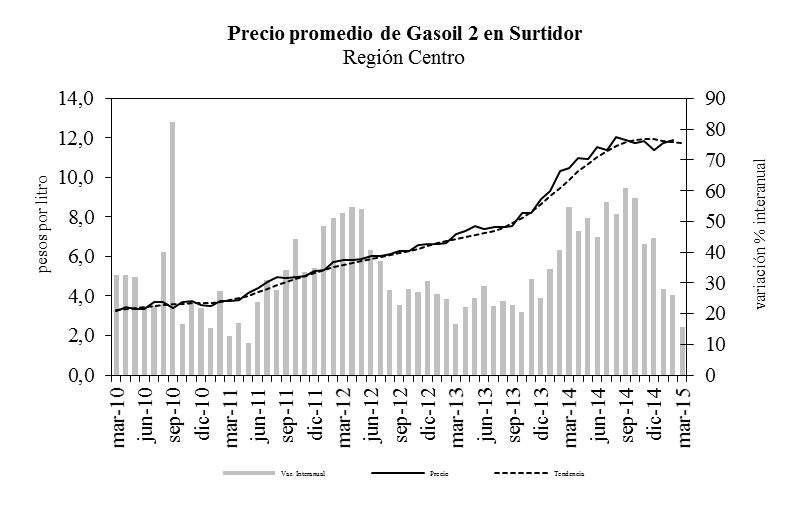 Precio promedio de Gasoil 2 en Surtidor
Región Centro
pesos por litro
14,0
12,0
10,0
8,0
6,0
4,0
2,0
0,0
90
80
70
60
50
40
30
20
10
0
variación % interanual
mar-10
jun-10
sep-10
dic-10
mar-11
jun-11
sep-11
dic-11
mar-12
jun-12
sep-12
dic-12
mar-13
jun-13
sep-13
dic-13
mar-14
jun-14
sep-14
dic-14
mar-15
Var. Interanual
Precio
Tendencia